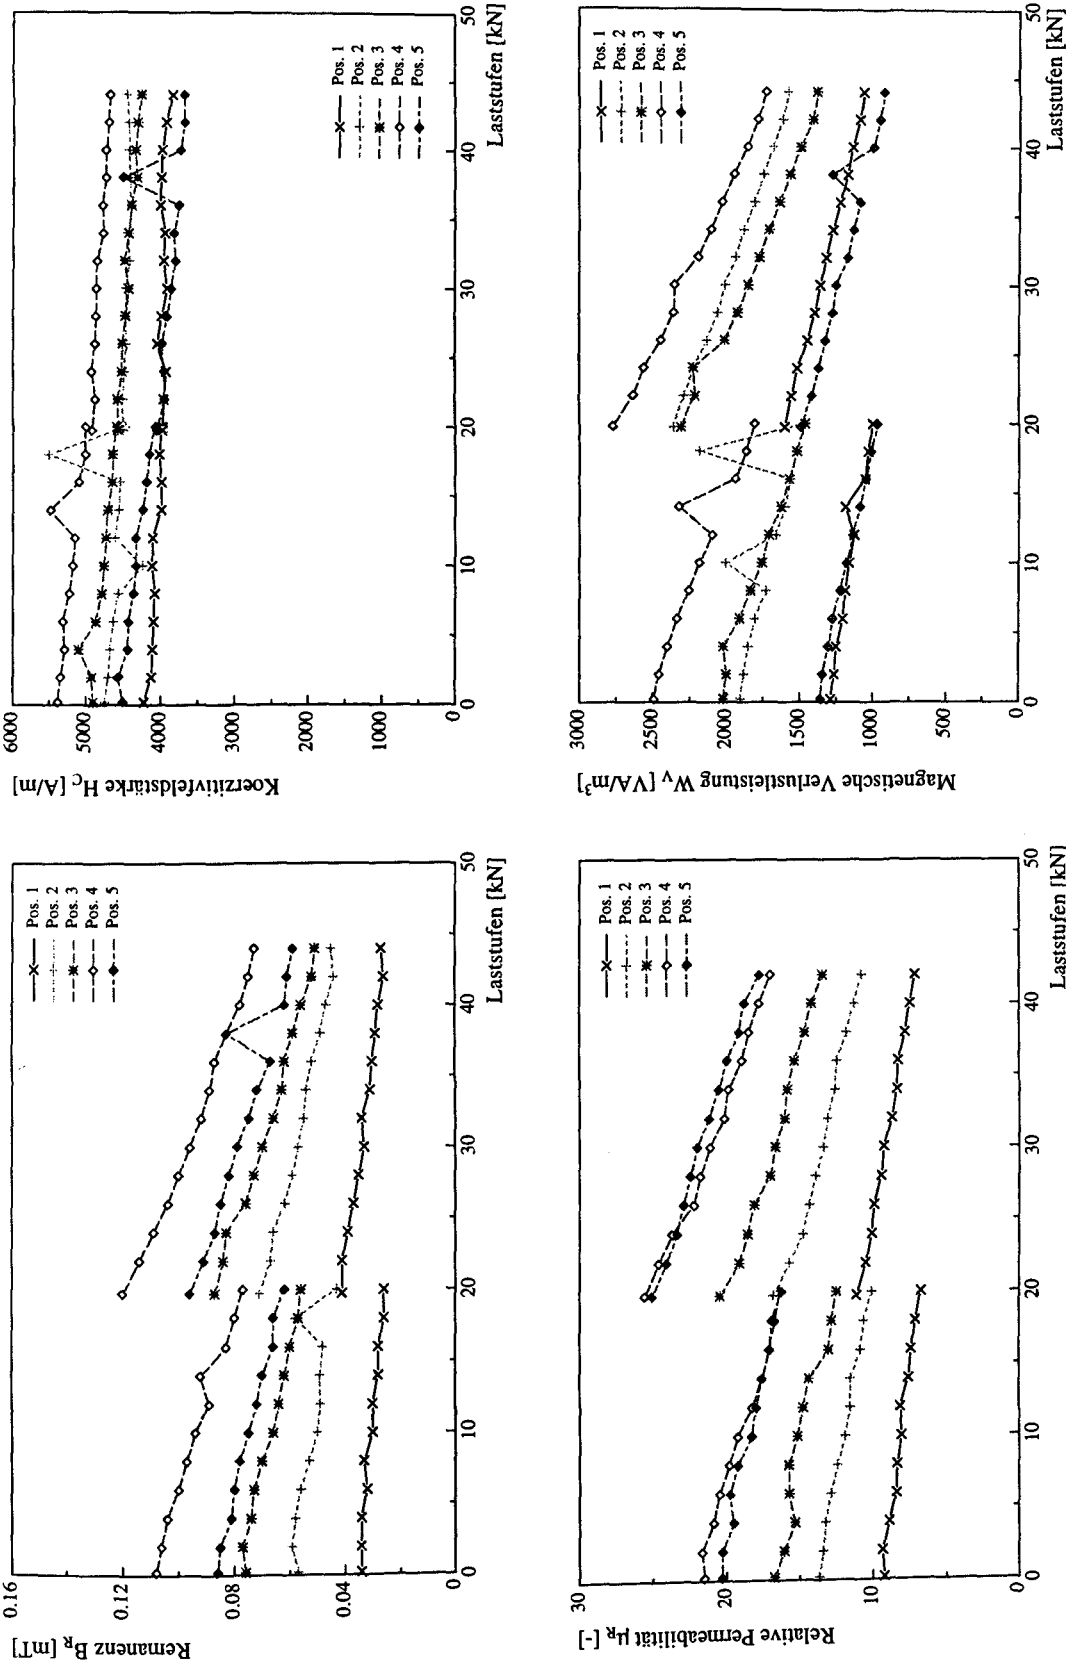 Koerzitivfeldstärke H_C [A/m]
6000
5000
4000
3000
2000
1000
0
0
10
20
30
40
50
Laststufen [kN]
Pos. 1
Pos. 2
Pos. 3
Pos. 4
Pos. 5
Magnetische Verlustleistung W_V [VA/m³]
3000
2500
2000
1500
1000
500
0
0
10
20
30
40
50
Laststufen [kN]
Pos. 1
Pos. 2
Pos. 3
Pos. 4
Pos. 5
Remanenz B_R [mT]
0.16
0.12
0.08
0.04
0
0
10
20
30
40
50
Laststufen [kN]
Pos. 1
Pos. 2
Pos. 3
Pos. 4
Pos. 5
Relative Permeabilität μ_R [-]
30
20
10
0
0
10
20
30
40
50
Laststufen [kN]
Pos. 1
Pos. 2
Pos. 3
Pos. 4
Pos. 5